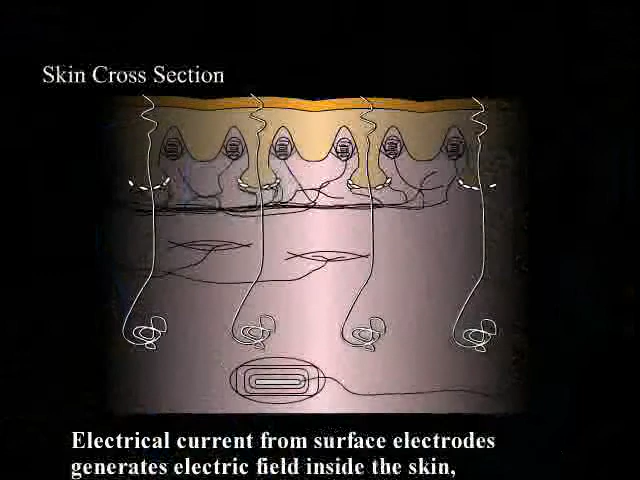 Skin Cross Section
Electrical current from surface electrodes
generates electric field inside the skin,